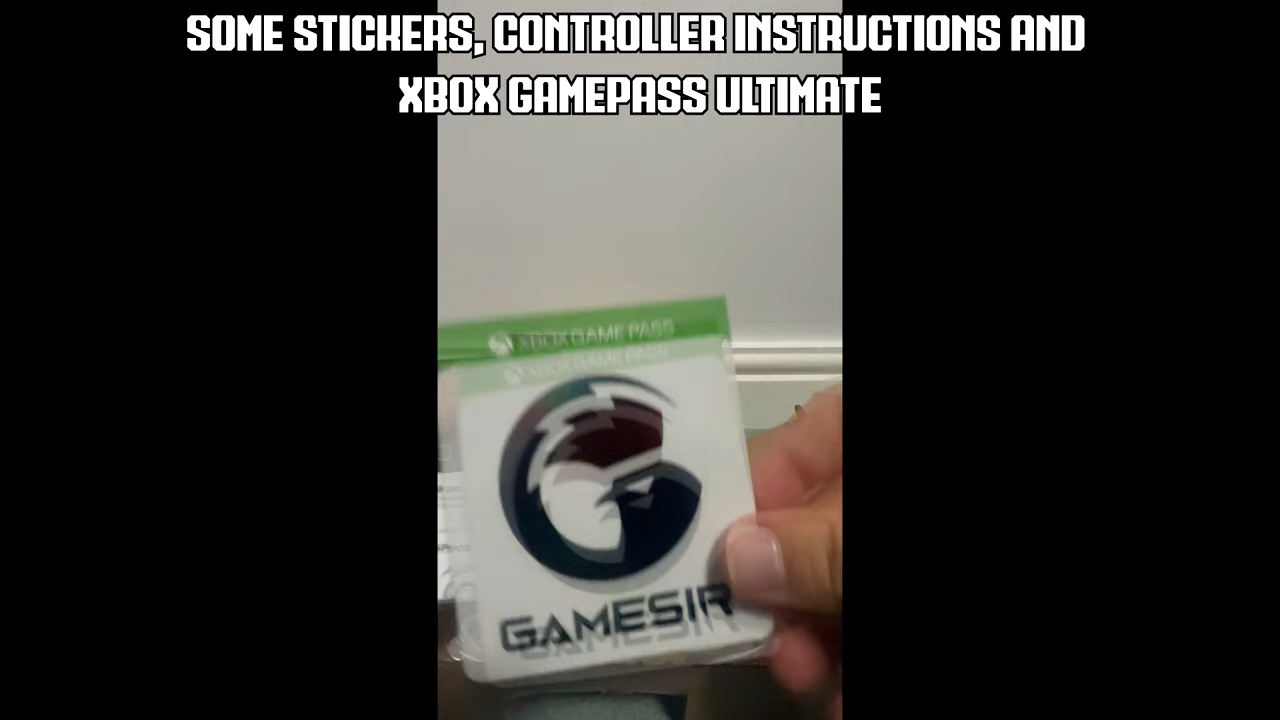 SOME STICKERS, CONTROLLER INSTRUCTIONS AND
XBOX GAMEPASS ULTIMATE
XBOX GAME PASS
GAMESIR